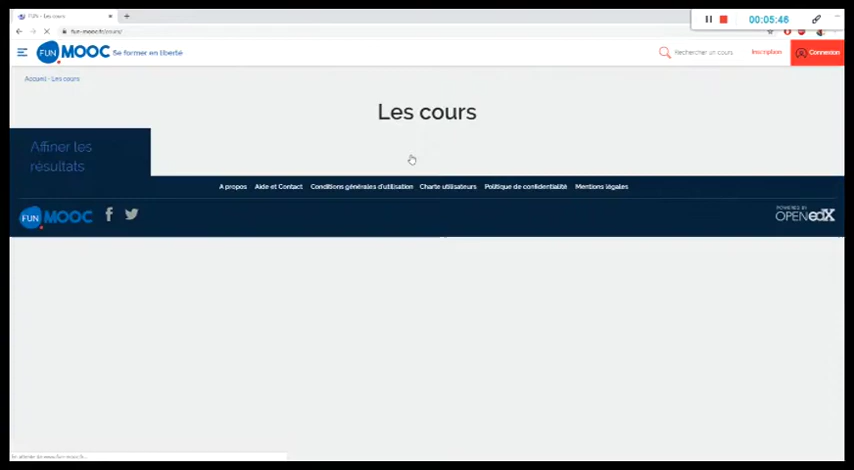 FUN - Les cours
00:05:46
fun-mooc.fr/cours/
FUN MOOC Se former en liberté
Rechercher un cours
Inscription
Connexion
Accueil - Les cours
Les cours
Affiner les
résultats
A propos Aide et Contact Conditions générales d'utilisation Charte utilisateurs Politique de confidentialité Mentions légales
FUN MOOC
POWERED BY
OPEN edX